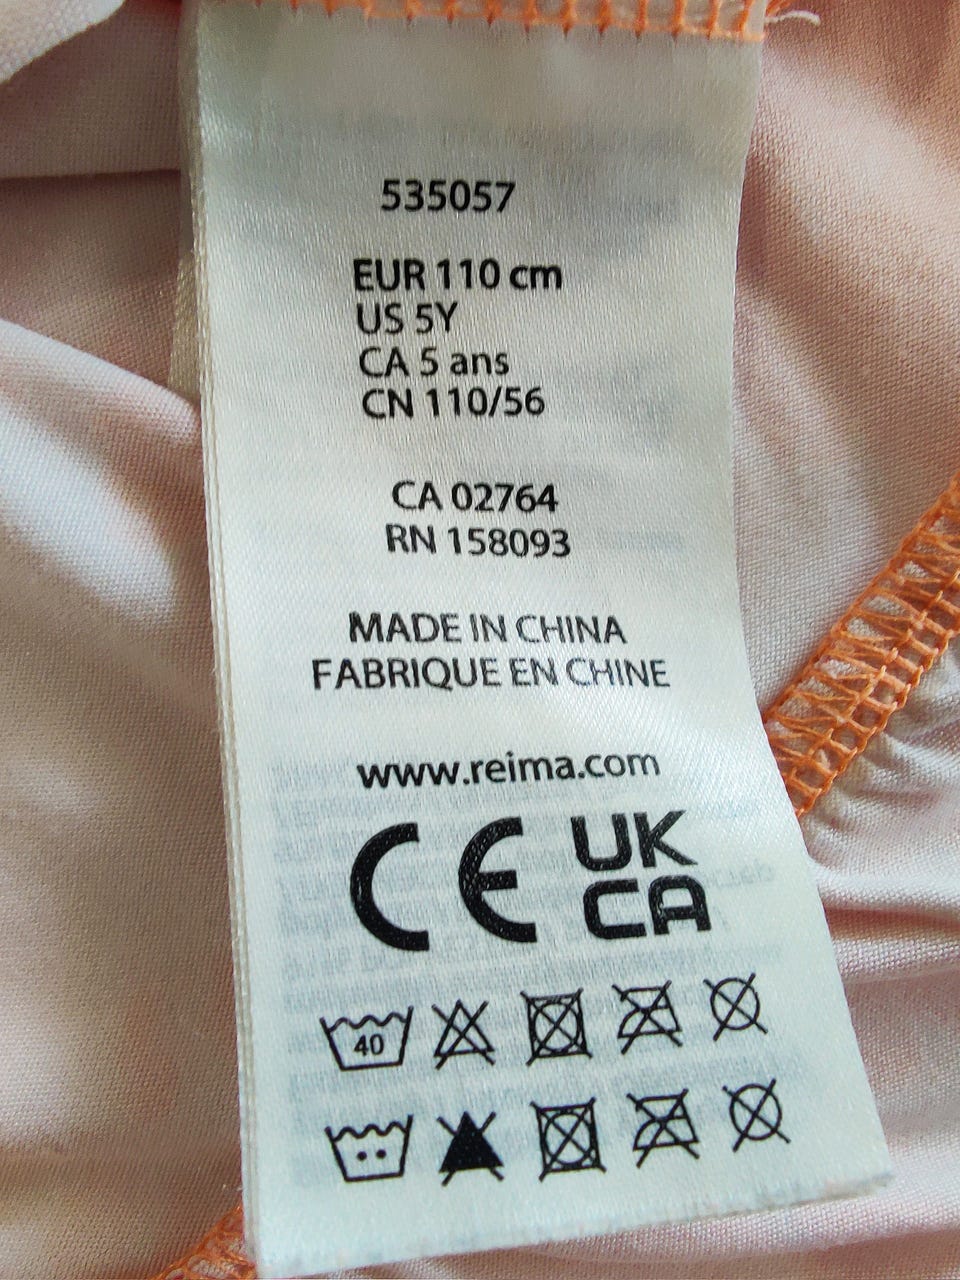 535057
EUR 110 cm
US 5Y
CA 5 ans
CN 110/56
CA 02764
RN 158093
MADE IN CHINA
FABRIQUE EN CHINE
www.reima.com
CE UK
CA
40